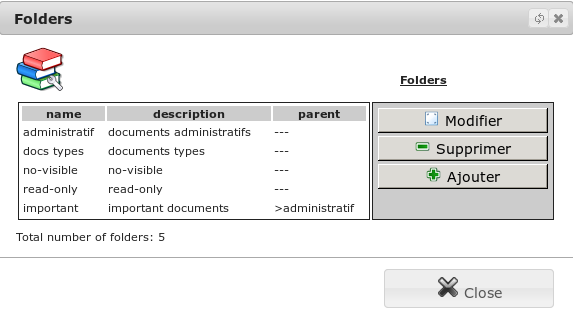 Folders
Folders
name description parent
administratif documents administratifs ---
docs types documents types ---
no-visible no-visible ---
read-only read-only ---
important important documents >administratif
Modifier
Supprimer
Ajouter
Total number of folders: 5
Close